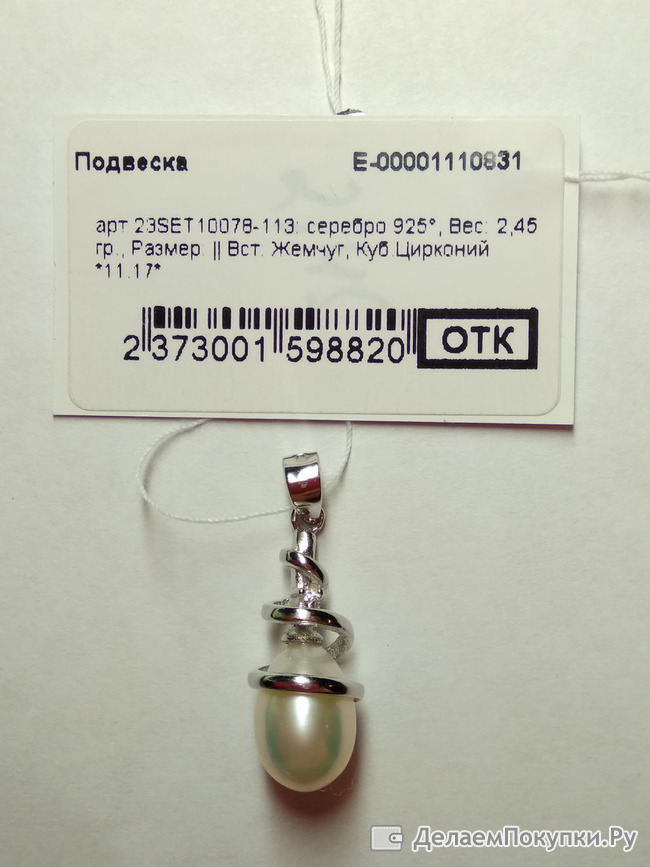 Подвеска E-00001110831
арт 23SET10078-113: серебро 925°, Вес: 2,45
гр., Размер: || Вст. Жемчуг, Куб.Цирконий
*11.17*
2 373001 598820 ОТК
ДелаемПокупки.Ру